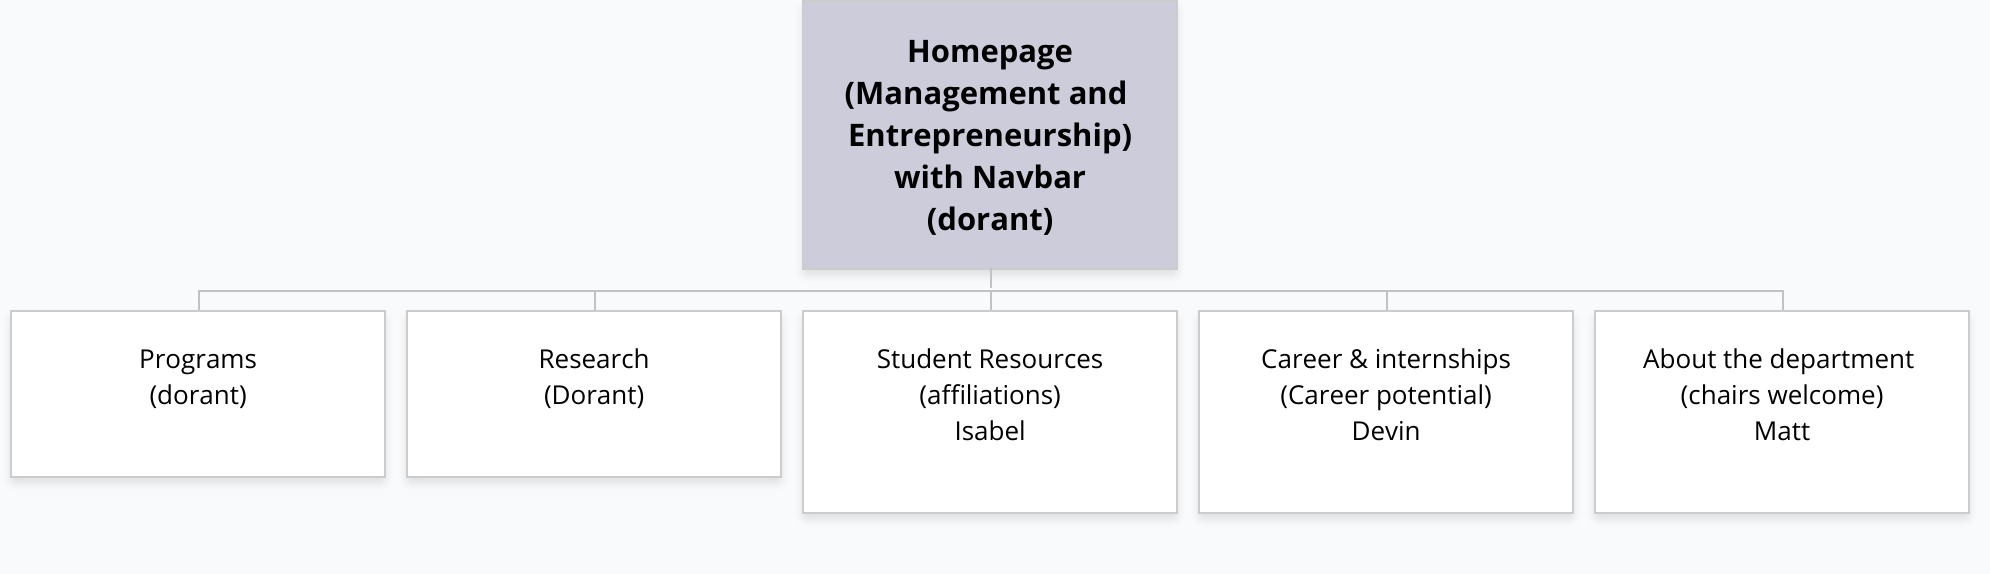 Homepage
(Management and
Entrepreneurship)
with Navbar
(dorant)
Programs
(dorant)
Research
(Dorant)
Student Resources
(affiliations)
Isabel
Career & internships
(Career potential)
Devin
About the department
(chairs welcome)
Matt